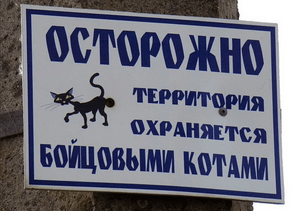 ОСТОРОЖНО
ТЕРРИТОРИЯ
ОХРАНЯЕТСЯ
БОЙЦОВЫМИ КОТАМИ